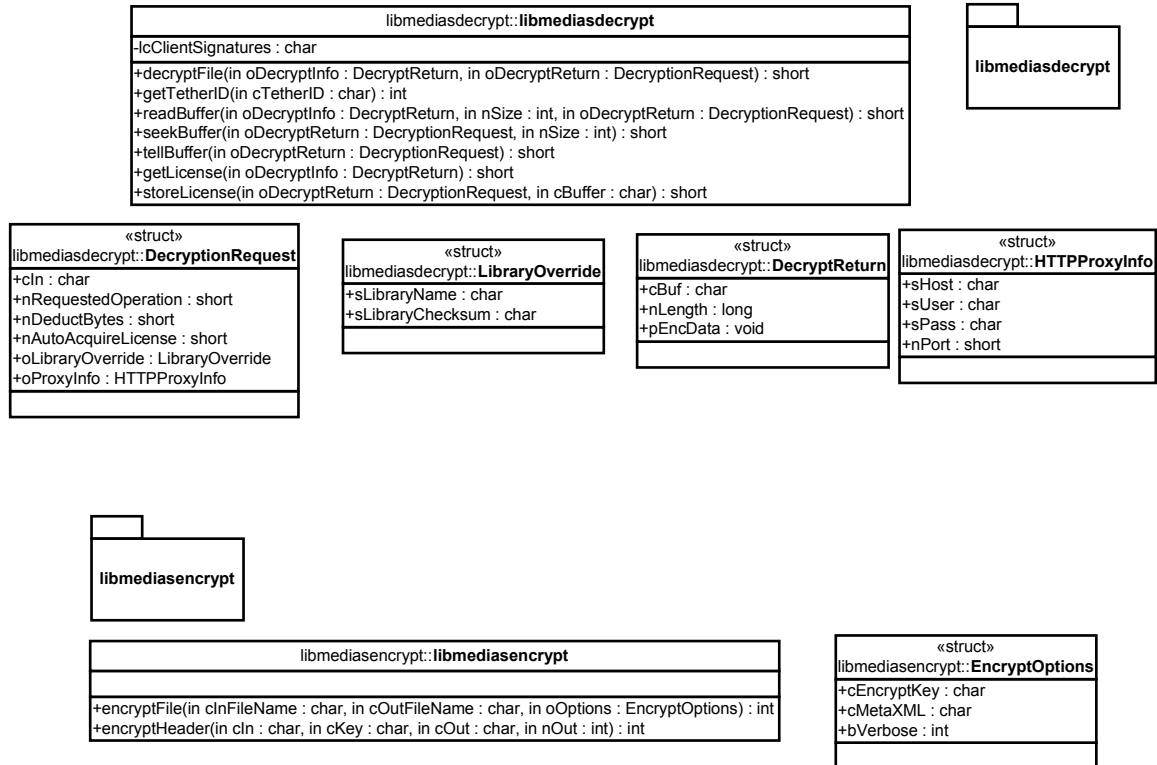 libmediasdecrypt::libmediasdecrypt
-lcClientSignatures : char
+decryptFile(in oDecryptInfo : DecryptReturn, in oDecryptReturn : DecryptionRequest) : short
+getTetherID(in cTetherID : char) : int
+readBuffer(in oDecryptInfo : DecryptReturn, in nSize : int, in oDecryptReturn : DecryptionRequest) : short
+seekBuffer(in oDecryptReturn : DecryptionRequest, in nSize : int) : short
+tellBuffer(in oDecryptReturn : DecryptionRequest) : short
+getLicense(in oDecryptInfo : DecryptReturn) : short
+storeLicense(in oDecryptReturn : DecryptionRequest, in cBuffer : char) : short
libmediasdecrypt
«struct»
libmediasdecrypt::DecryptionRequest
+cIn : char
+nRequestedOperation : short
+nDeductBytes : short
+nAutoAcquireLicense : short
+oLibraryOverride : LibraryOverride
+oProxyInfo : HTTPProxyInfo
«struct»
libmediasdecrypt::LibraryOverride
+sLibraryName : char
+sLibraryChecksum : char
«struct»
libmediasdecrypt::DecryptReturn
+cBuf : char
+nLength : long
+pEncData : void
«struct»
libmediasdecrypt::HTTPProxyInfo
+sHost : char
+sUser : char
+sPass : char
+nPort : short
libmediasencrypt
libmediasencrypt::libmediasencrypt
+encryptFile(in cInFileName : char, in cOutFileName : char, in oOptions : EncryptOptions) : int
+encryptHeader(in cIn : char, in cKey : char, in cOut : char, in nOut : int) : int
«struct»
libmediasencrypt::EncryptOptions
+cEncryptKey : char
+cMetaXML : char
+bVerbose : int